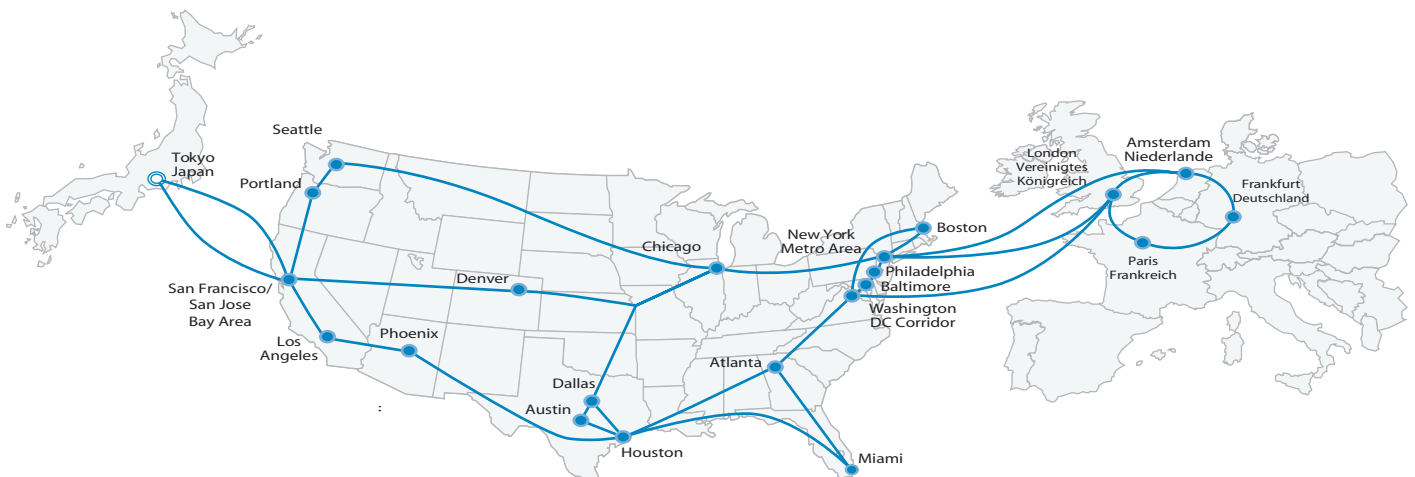 Seattle
Tokyo
Japan
Portland
San Francisco/
San Jose
Bay Area
Los
Angeles
Phoenix
Denver
Chicago
Dallas
Austin
Houston
Atlanta
Miami
New York
Metro Area
Boston
Philadelphia
Baltimore
Washington
DC Corridor
London
Vereinigtes
Königreich
Amsterdam
Niederlande
Frankfurt
Deutschland
Paris
Frankreich
: